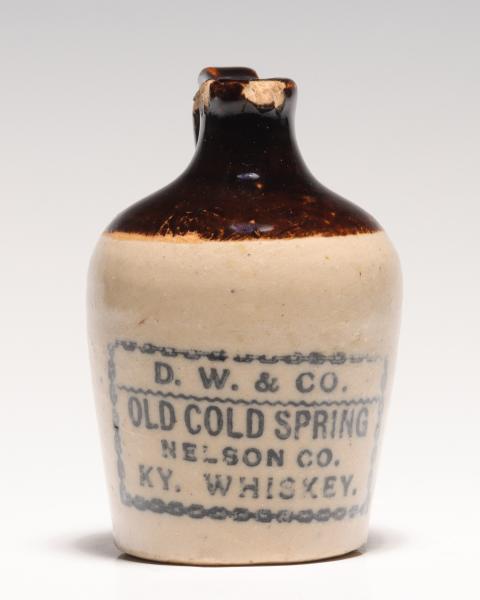 D. W. & CO.
OLD COLD SPRING
NELSON CO.
KY. WHISKEY.